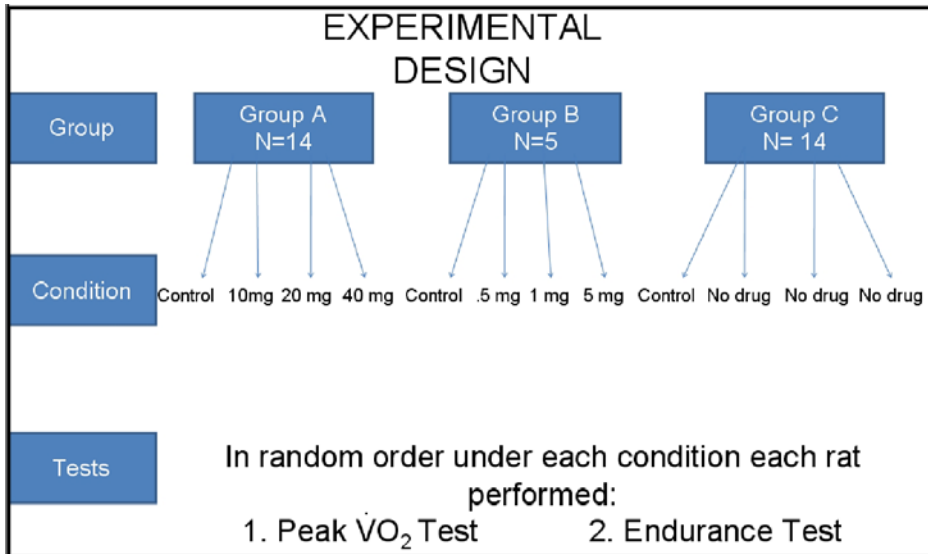 EXPERIMENTAL
DESIGN
Group
Group A
N=14
Group B
N=5
Group C
N= 14
Condition
Control 10mg 20 mg 40 mg Control .5 mg 1 mg 5 mg Control No drug No drug No drug
Tests
In random order under each condition each rat
performed:
1. Peak V̇O₂ Test 2. Endurance Test